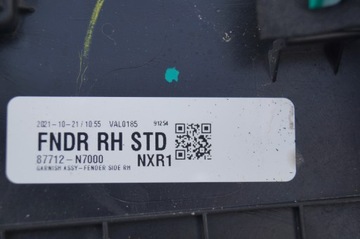 2021-10-21 / 10:55 VAL0185 91254
FNDR RH STD
87712-N7000 NXR1
GARNISH ASSY-FENDER SIDE RH